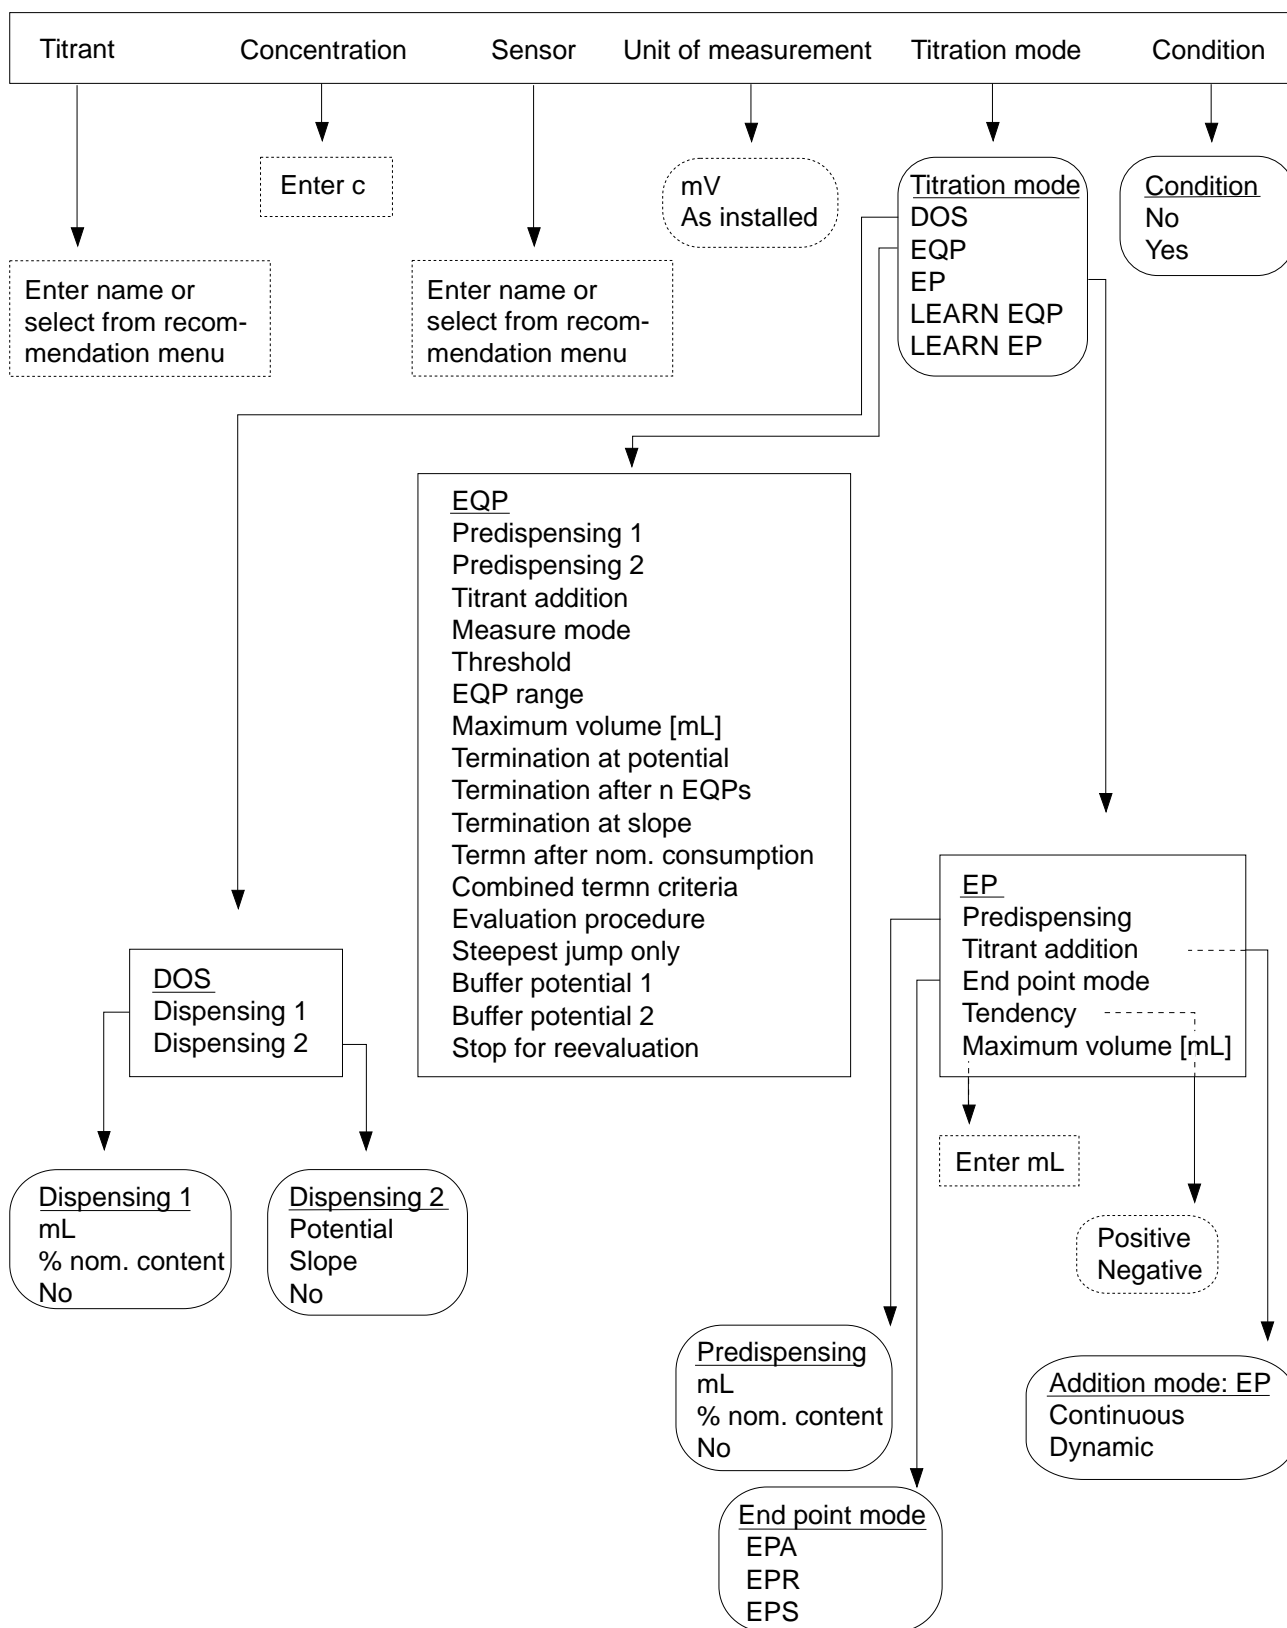 Titrant Concentration Sensor Unit of measurement Titration mode Condition
Enter c
mV
As installed
Titration mode
DOS
EQP
EP
LEARN EQP
LEARN EP
Condition
No
Yes
Enter name or
select from recom-
mendation menu
Enter name or
select from recom-
mendation menu
EQP
Predispensing 1
Predispensing 2
Titrant addition
Measure mode
Threshold
EQP range
Maximum volume [mL]
Termination at potential
Termination after n EQPs
Termination at slope
Termn after nom. consumption
Combined termn criteria
Evaluation procedure
Steepest jump only
Buffer potential 1
Buffer potential 2
Stop for reevaluation
EP
Predispensing
Titrant addition
End point mode
Tendency
Maximum volume [mL]
DOS
Dispensing 1
Dispensing 2
Enter mL
Dispensing 1
mL
% nom. content
No
Dispensing 2
Potential
Slope
No
Positive
Negative
Predispensing
mL
% nom. content
No
Addition mode: EP
Continuous
Dynamic
End point mode
EPA
EPR
EPS